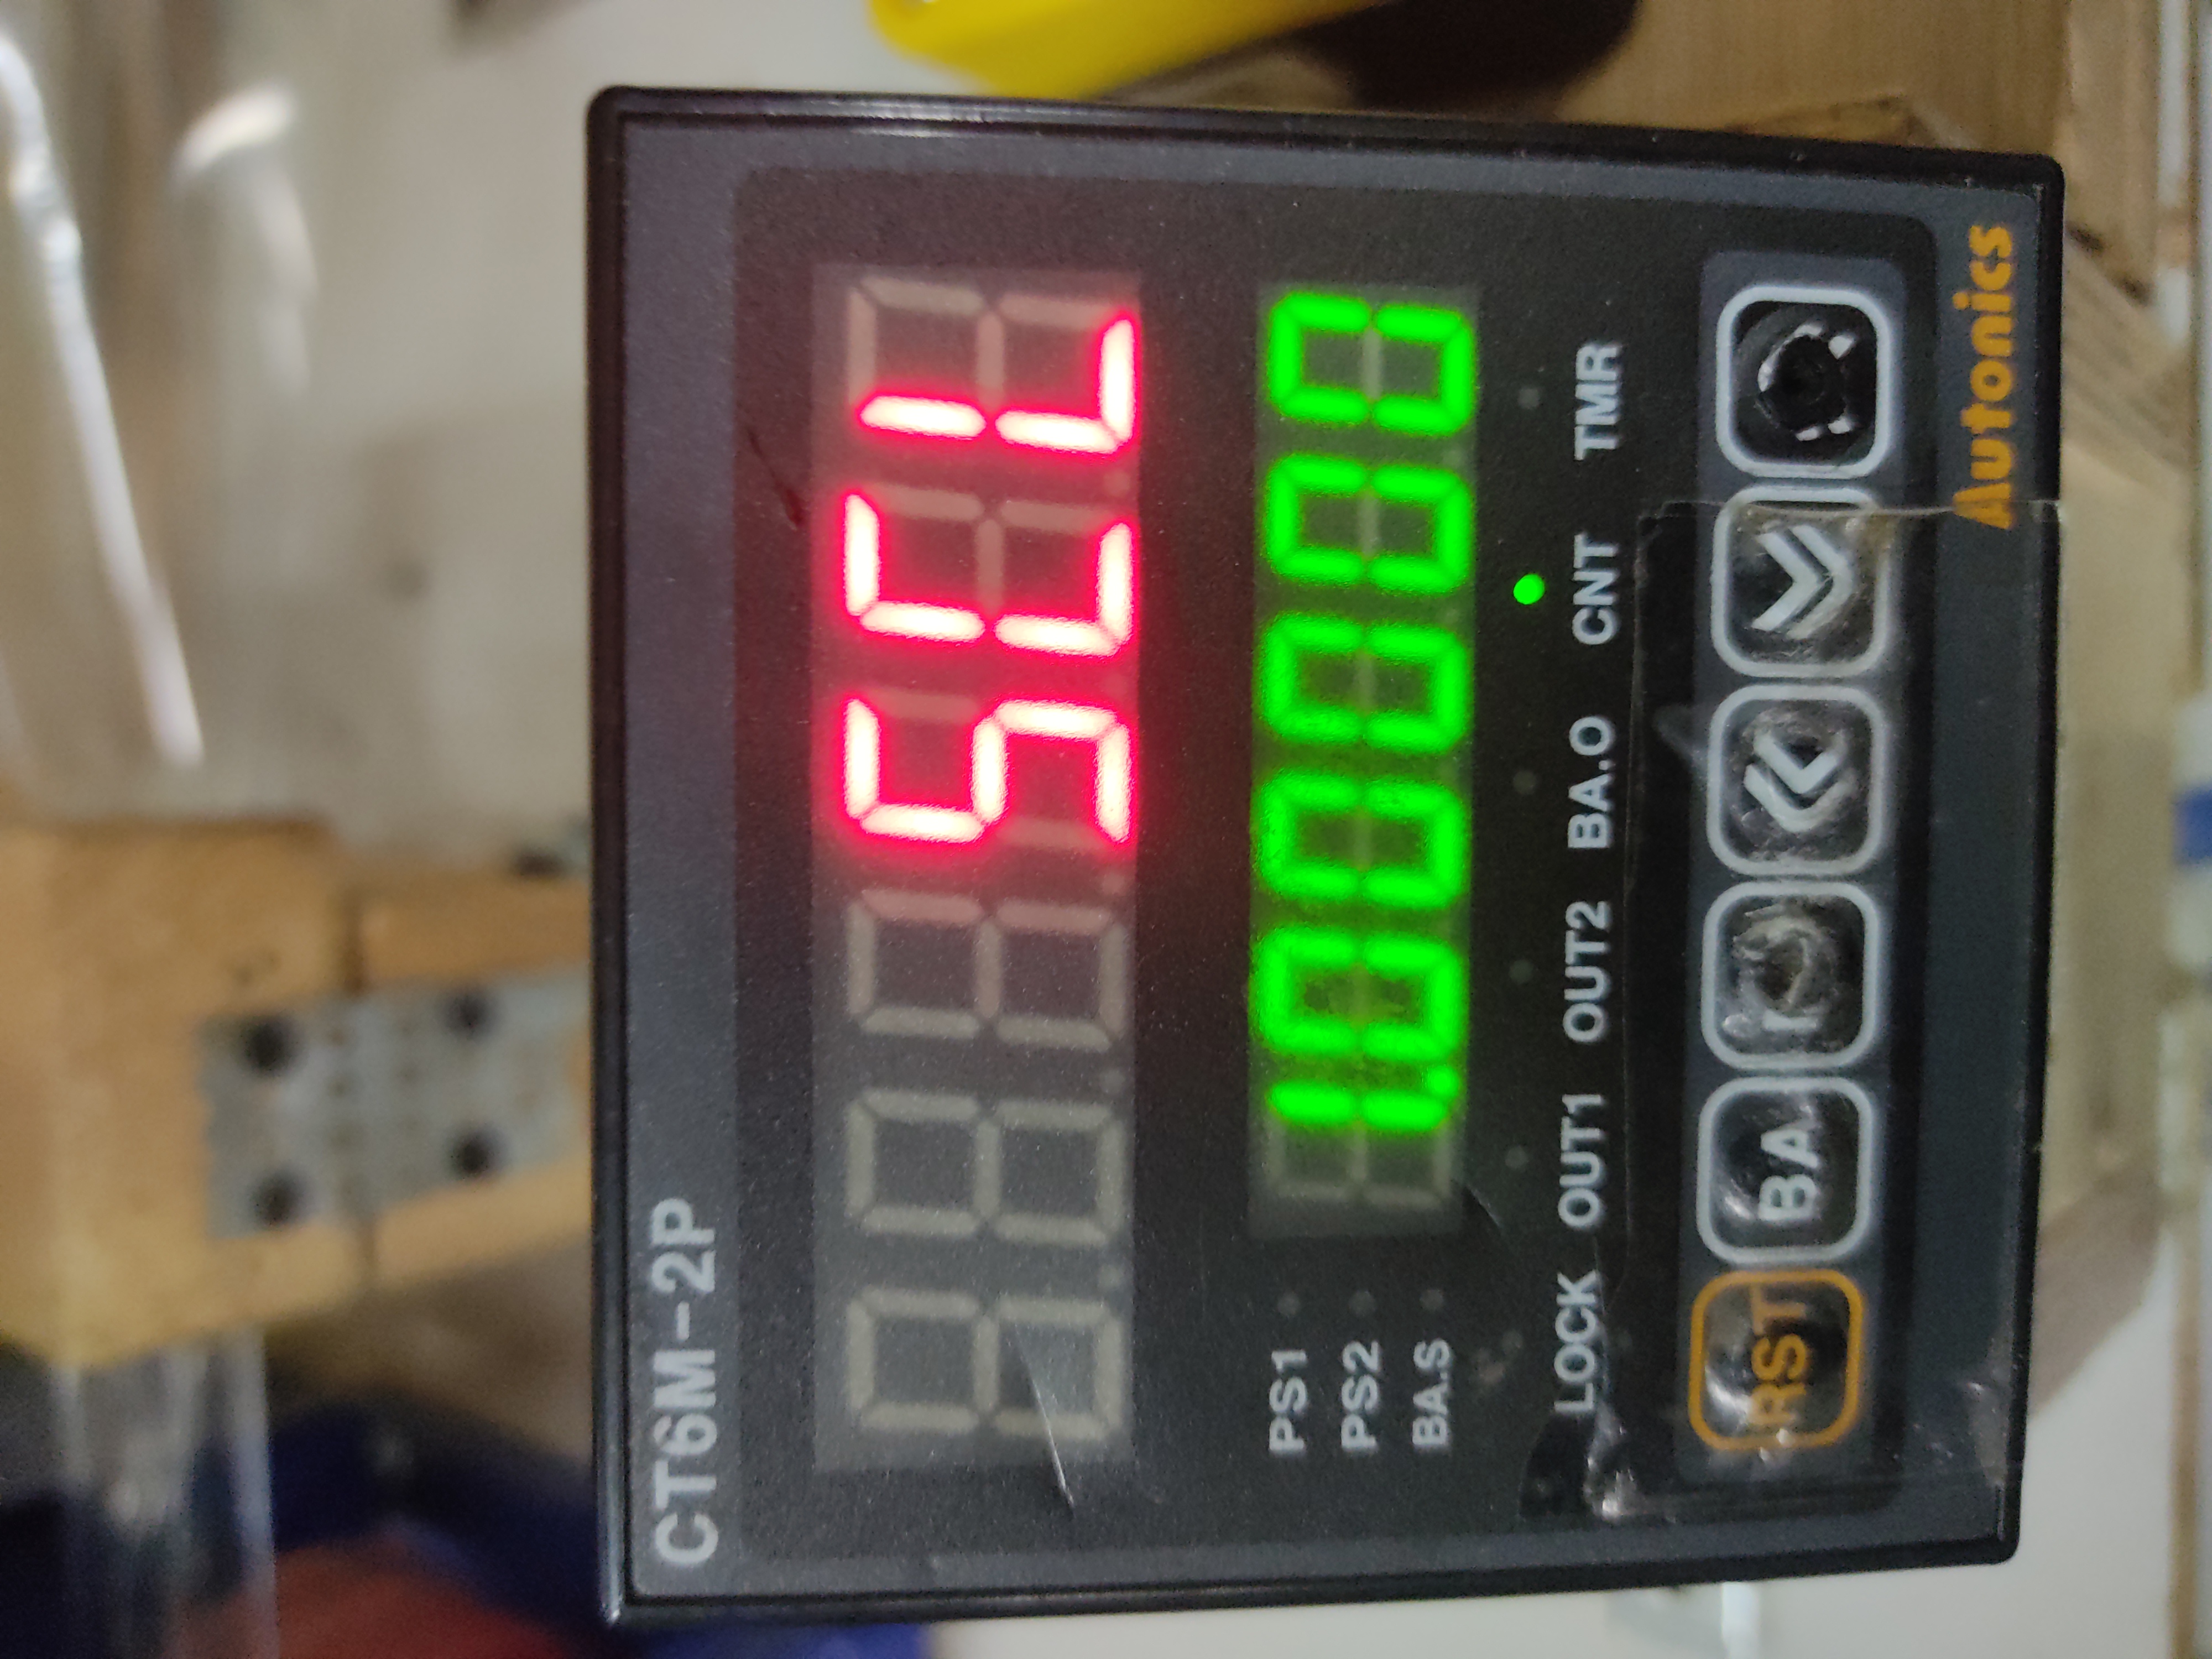 CT6M-2P
SCL
PS1
1.00000
PS2
BA.S
LOCK OUT1 OUT2 BA.O CNT TMR
RST BA
Autonics